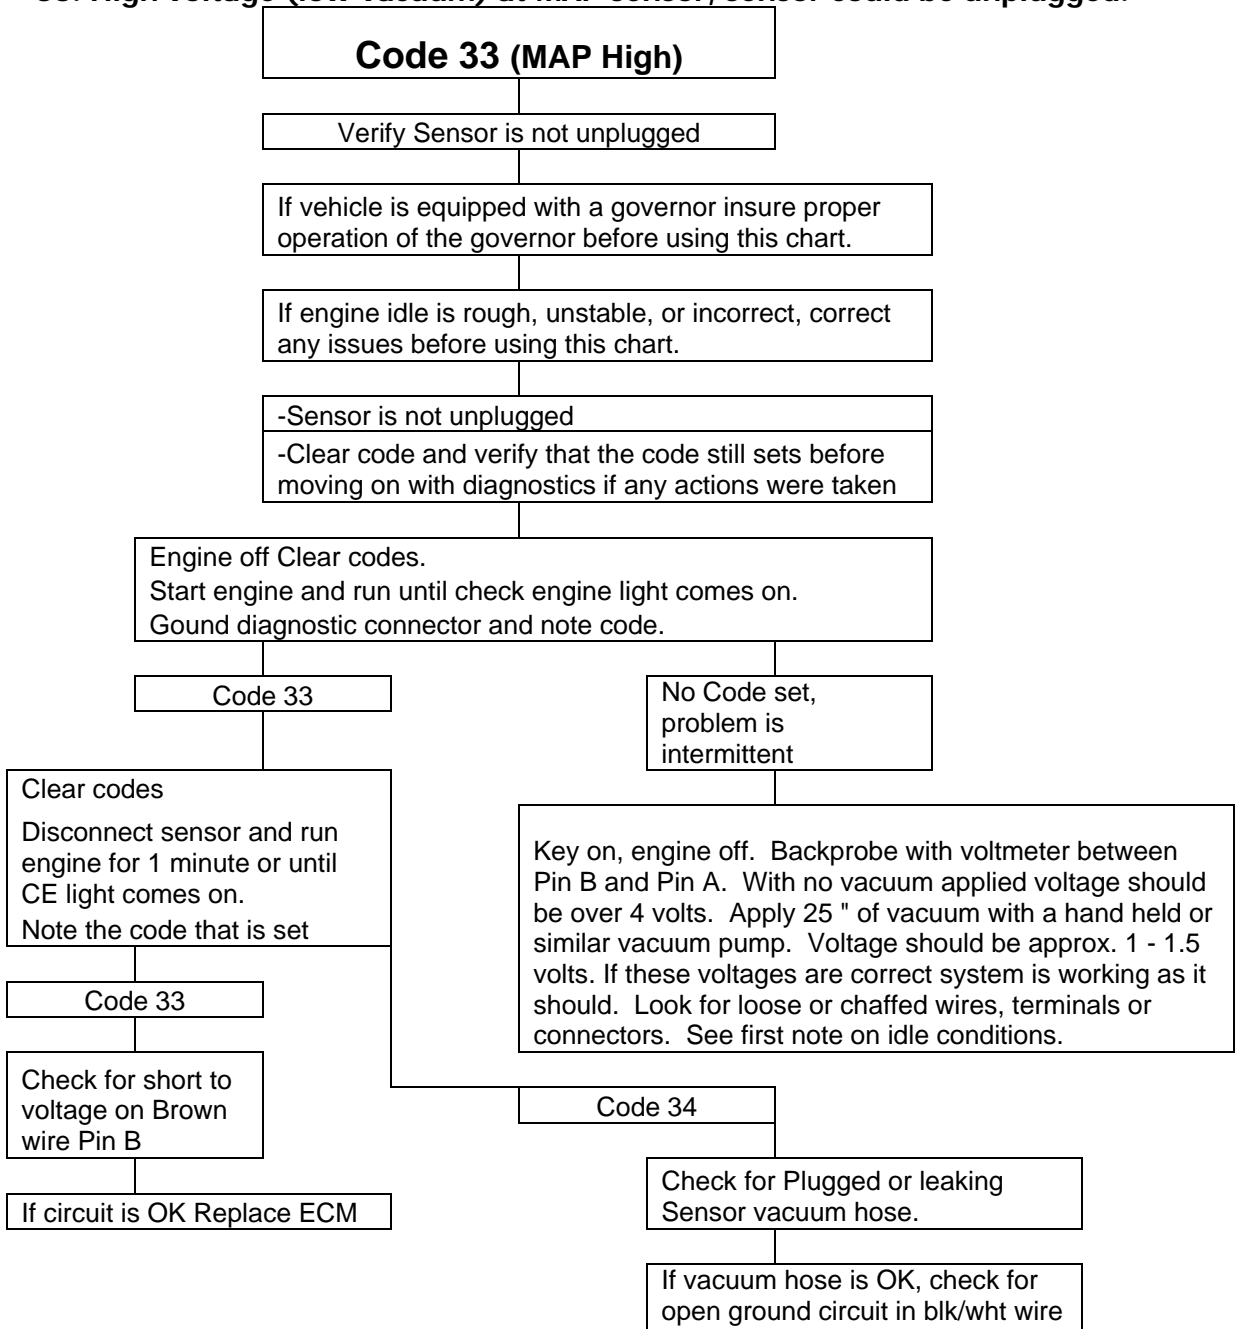 33: High voltage (low vacuum) at MAP sensor, sensor could be unplugged.
Code 33 (MAP High)
Verify Sensor is not unplugged
If vehicle is equipped with a governor insure proper
operation of the governor before using this chart.
If engine idle is rough, unstable, or incorrect, correct
any issues before using this chart.
-Sensor is not unplugged
-Clear code and verify that the code still sets before
moving on with diagnostics if any actions were taken
Engine off Clear codes.
Start engine and run until check engine light comes on.
Gound diagnostic connector and note code.
Code 33
No Code set,
problem is
intermittent
Clear codes
Disconnect sensor and run
engine for 1 minute or until
CE light comes on.
Note the code that is set
Key on, engine off.  Backprobe with voltmeter between
Pin B and Pin A.  With no vacuum applied voltage should
be over 4 volts.  Apply 25 " of vacuum with a hand held or
similar vacuum pump.  Voltage should be approx. 1 - 1.5
volts. If these voltages are correct system is working as it
should.  Look for loose or chaffed wires, terminals or
connectors.  See first note on idle conditions.
Code 33
Check for short to
voltage on Brown
wire Pin B
If circuit is OK Replace ECM
Code 34
Check for Plugged or leaking
Sensor vacuum hose.
If vacuum hose is OK, check for
open ground circuit in blk/wht wire